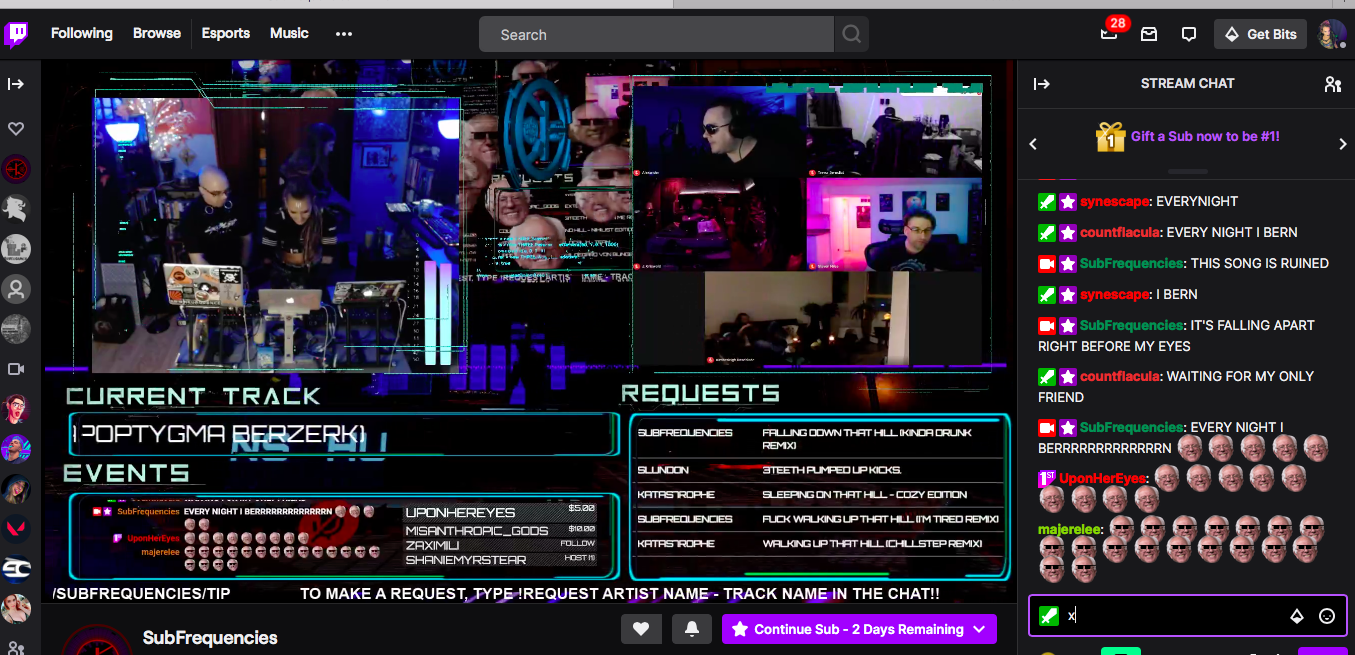 Following Browse Esports Music
Search
28
Get Bits
STREAM CHAT
1 Gift a Sub now to be #1!
synescape: EVERYNIGHT
countflacula: EVERY NIGHT I BERN
SubFrequencies: THIS SONG IS RUINED
synescape: I BERN
SubFrequencies: IT'S FALLING APART
RIGHT BEFORE MY EYES
countflacula: WAITING FOR MY ONLY
FRIEND
SubFrequencies: EVERY NIGHT I
BERRRRRRRRRRRRN
1ST UponHerEyes:
majerelee:
x
REQUESTS
CURRENT TRACK
POPTYGMA BERZERK)
EVENTS
SubFrequencies EVERY NIGHT I BERRRRRRRRRRRRN
UponHerEyes
majerelee
UPONHEREYES $5.00
MISANTHROPIC_GODS $10.00
ZAXIMILI FOLLOW
SHANIEMYRSTEAR HOST (1)
REQUESTS
SUBFREQUENCIES FALLING DOWN THAT HILL (KINDA DRUNK
REMIX)
SLUNDON 3TEETH PUMPED UP KICKS.
KATASTROPHE SLEEPING ON THAT HILL - COZY EDITION
SUBFREQUENCIES FUCK WALKING UP THAT HILL (I'M TIRED REMIX)
KATASTROPHE WALKING UP THAT HILL (CHILLSTEP REMIX)
/SUBFREQUENCIES/TIP TO MAKE A REQUEST, TYPE !REQUEST ARTIST NAME - TRACK NAME IN THE CHAT!!
SubFrequencies
Continue Sub - 2 Days Remaining